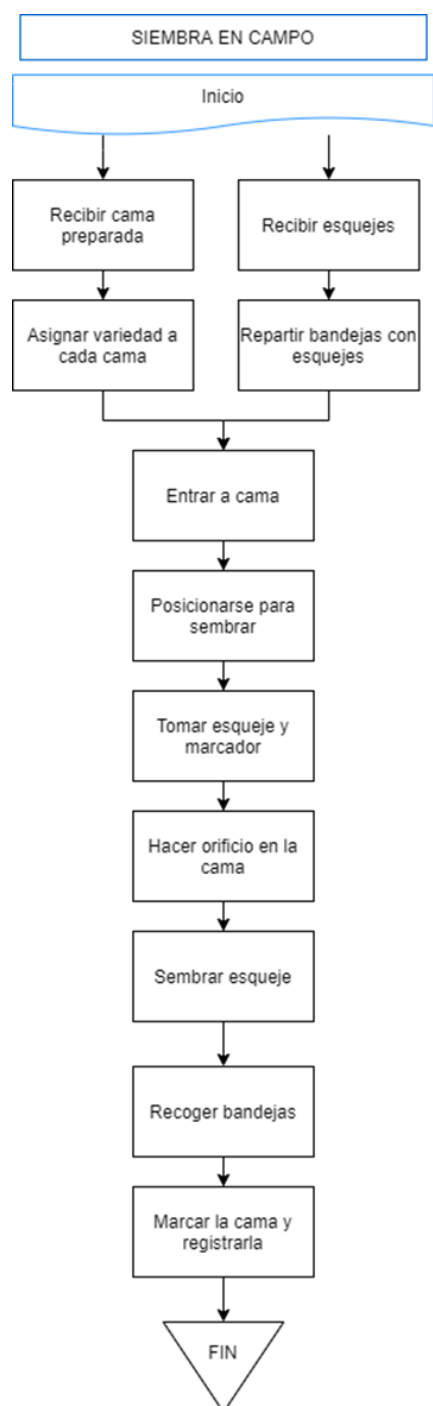 SIEMBRA EN CAMPO
Inicio
Recibir cama
preparada
Recibir esquejes
Asignar variedad a
cada cama
Repartir bandejas con
esquejes
Entrar a cama
Posicionarse para
sembrar
Tomar esqueje y
marcador
Hacer orificio en la
cama
Sembrar esqueje
Recoger bandejas
Marcar la cama y
registrarla
FIN